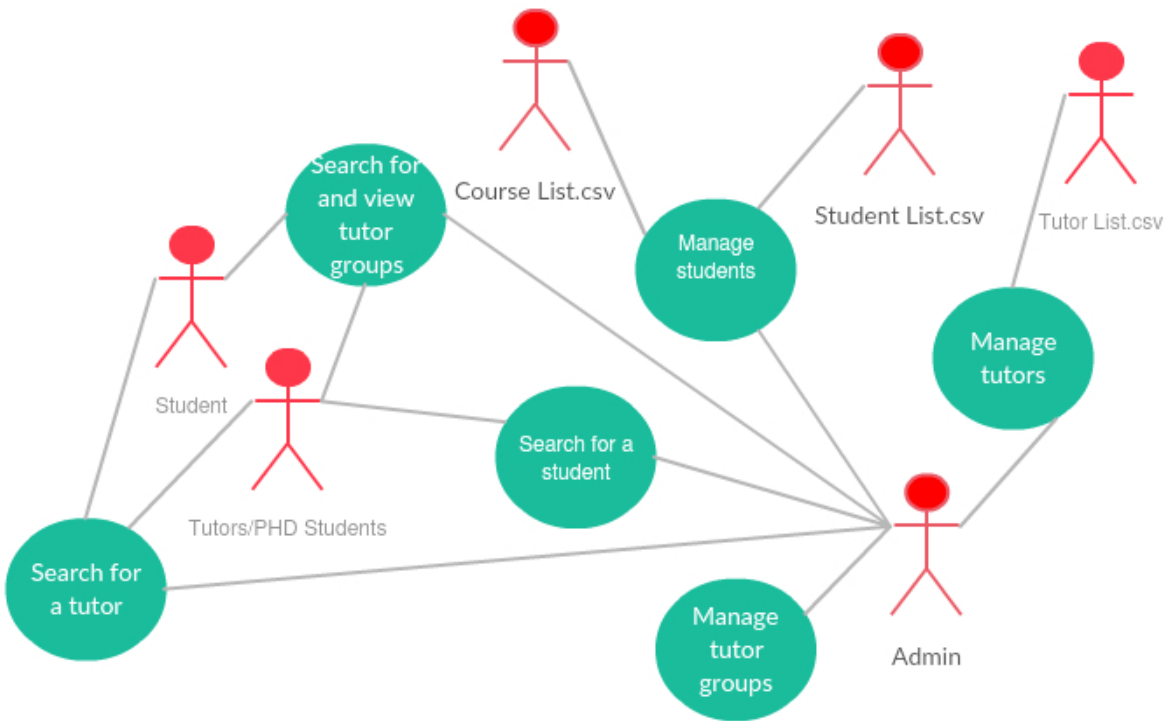 Search for
and view
tutor
groups
Course List.csv
Student List.csv
Tutor List.csv
Manage
students
Manage
tutors
Student
Search for a
student
Tutors/PHD Students
Search for
a tutor
Manage
tutor
groups
Admin